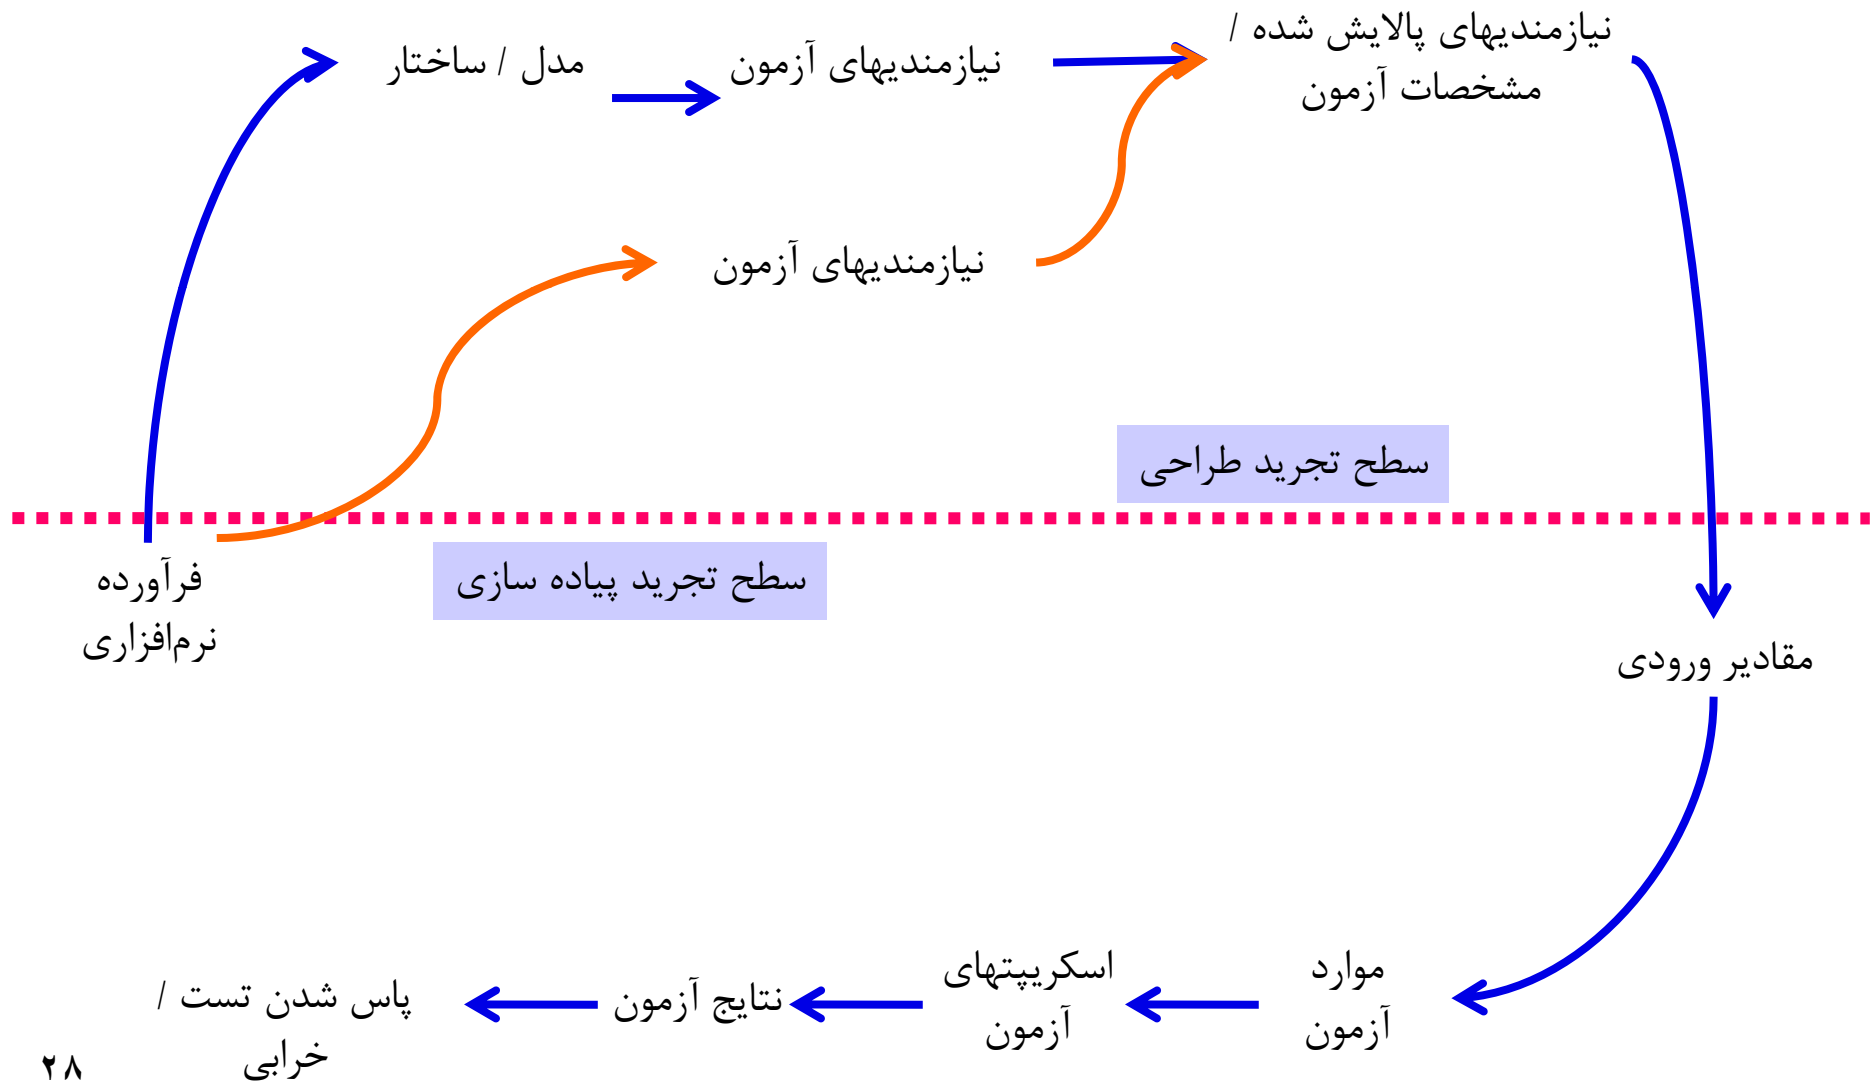 مدل / ساختار
نیازمندیهای آزمون
نیازمندیهای پالایش شده /
مشخصات آزمون
نیازمندیهای آزمون
سطح تجرید طراحی
سطح تجرید پیاده سازی
فرآورده
نرم‌افزاری
مقادیر ورودی
موارد
آزمون
اسکریپتهای
آزمون
نتایج آزمون
پاس شدن تست /
خرابی
۲۸